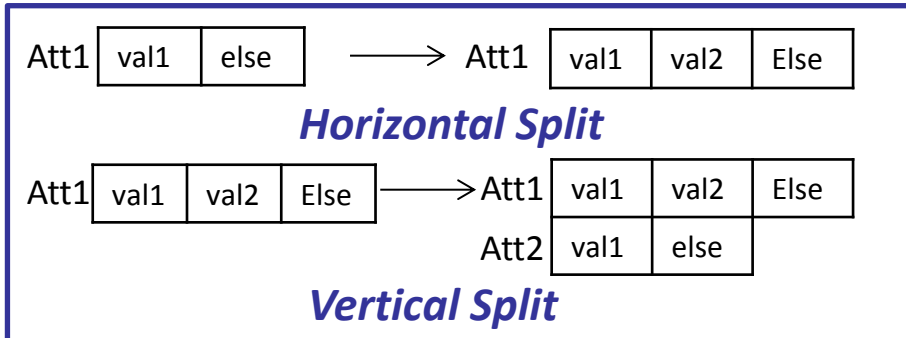 Att1 val1 else Att1 val1 val2 Else
Horizontal Split
Att1 val1 val2 Else Att1 val1 val2 Else
Att2 val1 else
Vertical Split